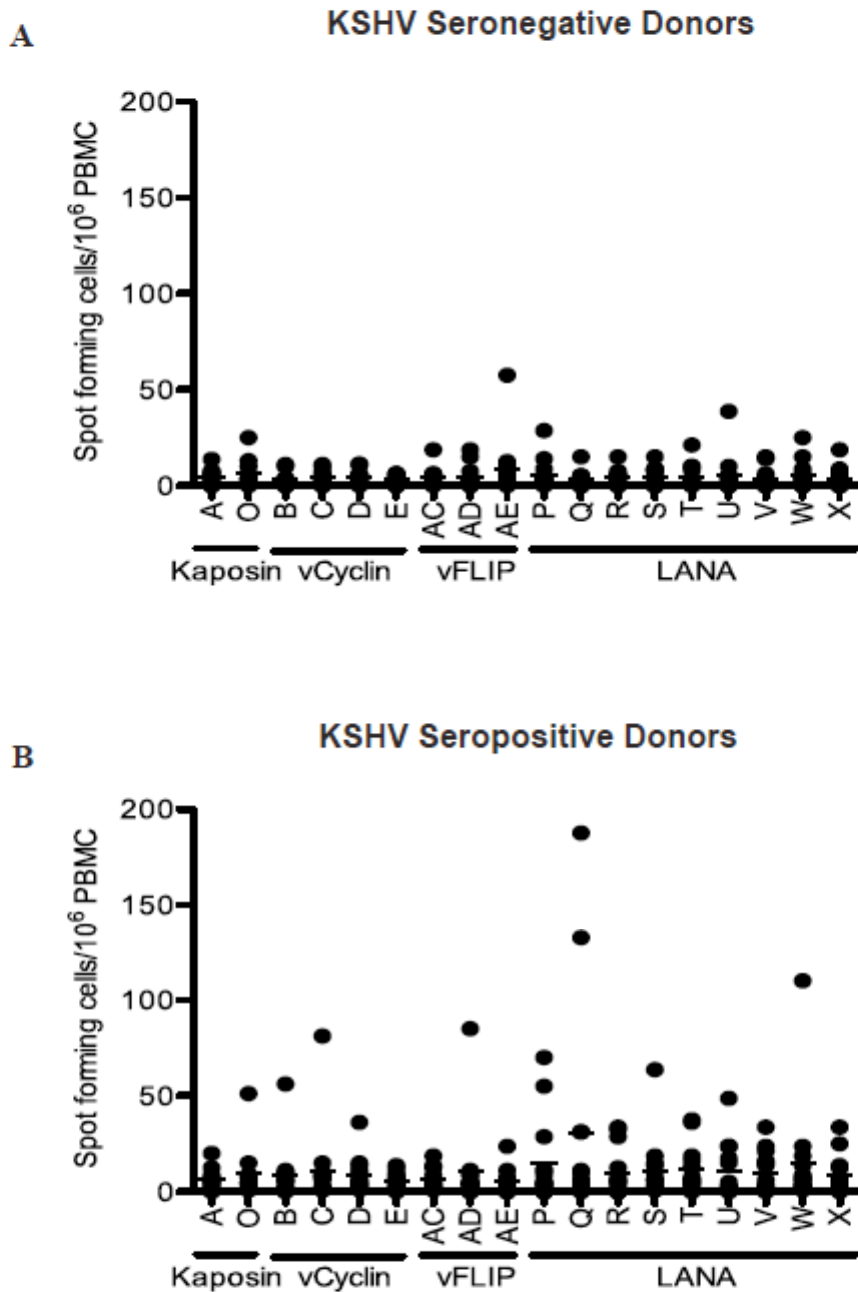 A
KSHV Seronegative Donors
Spot forming cells/10⁶ PBMC
200
150
100
50
0
A O B C D E AC AD AE P Q R S T U V W X
Kaposin vCyclin vFLIP LANA
B
KSHV Seropositive Donors
Spot forming cells/10⁶ PBMC
200
150
100
50
0
A O B C D E AC AD AE P Q R S T U V W X
Kaposin vCyclin vFLIP LANA